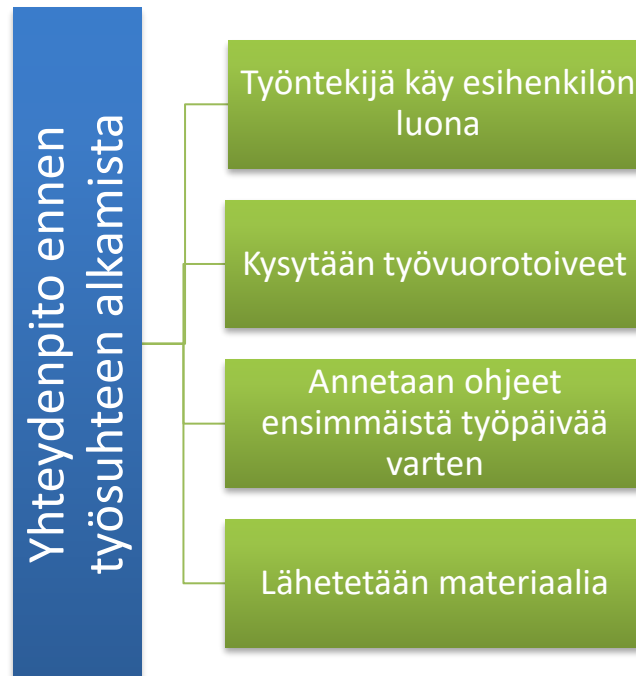 Yhteydenpito ennen
työsuhteen alkamista
Työntekijä käy esihenkilön
luona
Kysytään työvuorotoiveet
Annetaan ohjeet
ensimmäistä työpäivää
varten
Lähetetään materiaalia